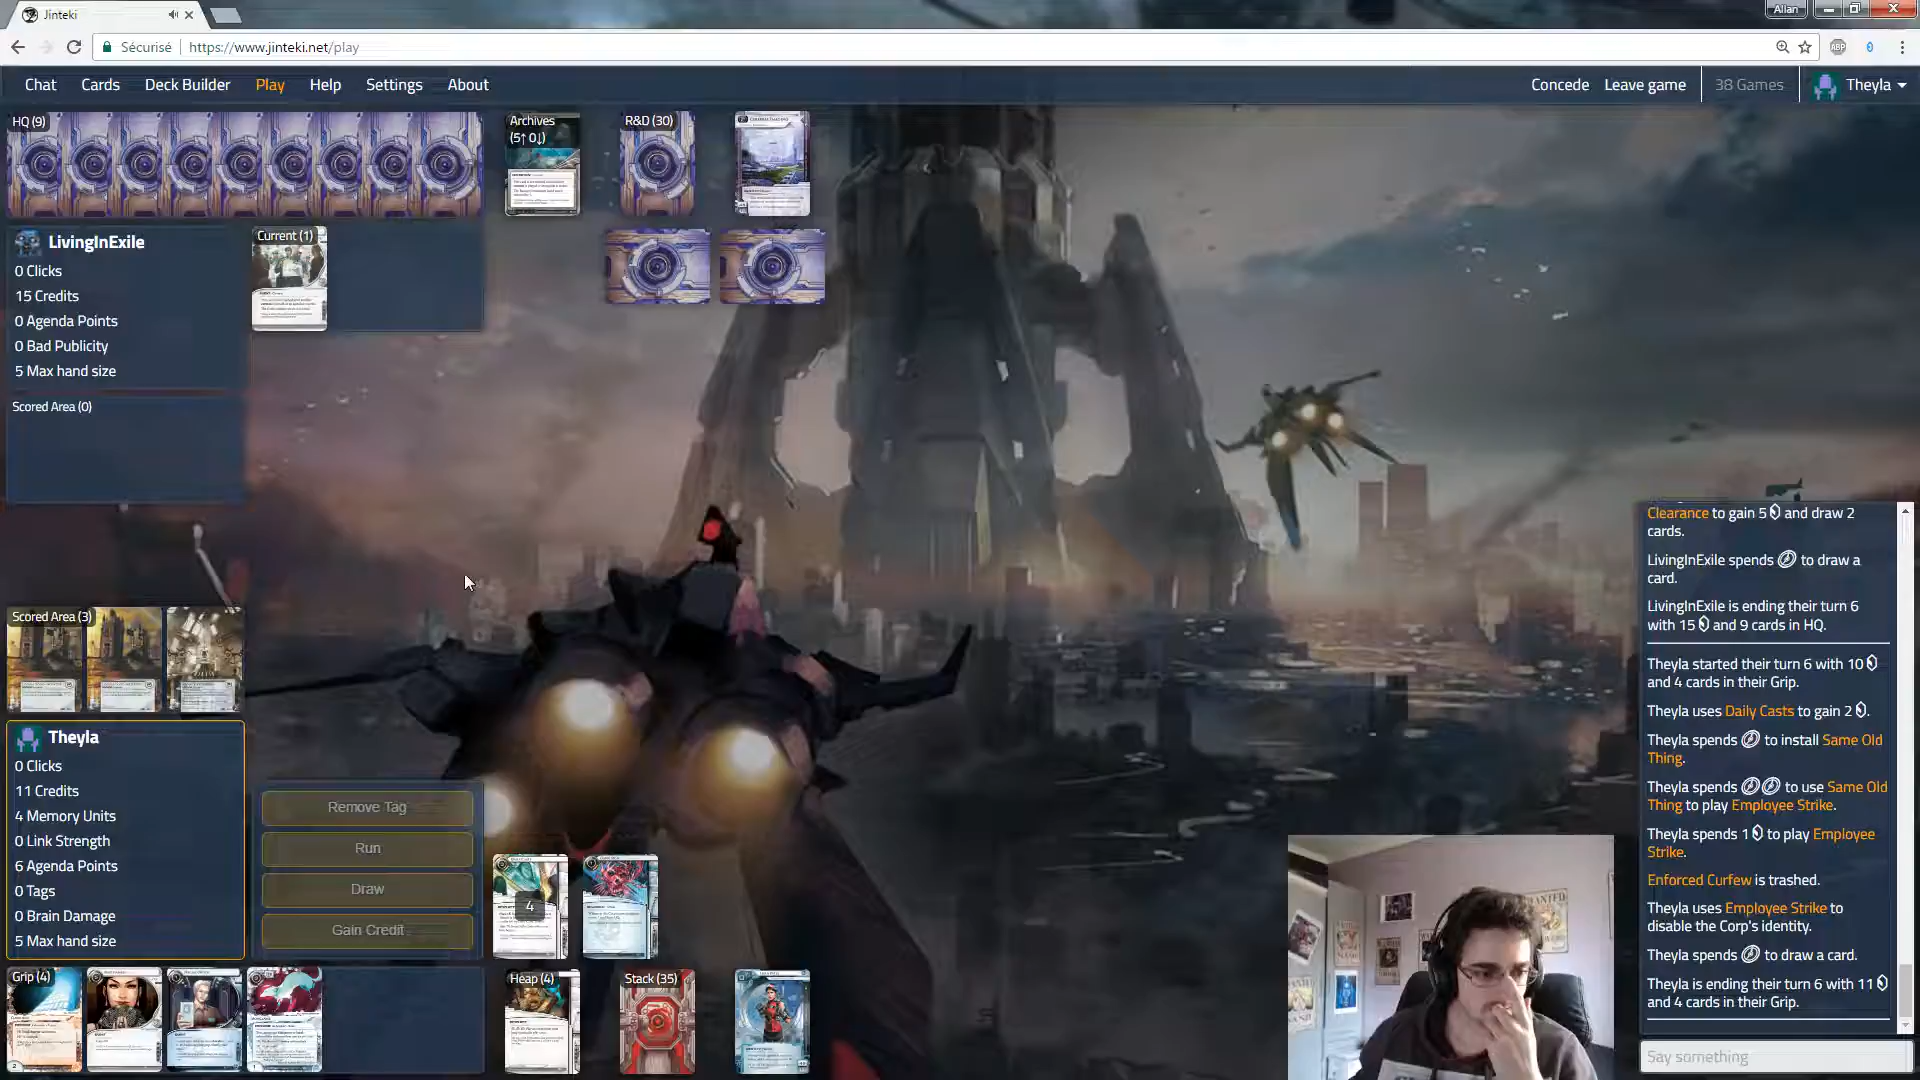 Jinteki
Allan
Sécurisé
https://www.jinteki.net/play
ABP
Chat
Cards
Deck Builder
Play
Help
Settings
About
Concede
Leave game
38 Games
Theyla
HQ (9)
Archives
(5↑ 0↓)
R&D (30)
LivingInExile
0 Clicks
15 Credits
0 Agenda Points
0 Bad Publicity
5 Max hand size
Current (1)
Scored Area (0)
Scored Area (3)
Theyla
0 Clicks
11 Credits
4 Memory Units
0 Link Strength
6 Agenda Points
0 Tags
0 Brain Damage
5 Max hand size
Remove Tag
Run
Draw
Gain Credit
4
Grip (4)
Heap (4)
Stack (35)
Clearance to gain 5 and draw 2
cards.
LivingInExile spends to draw a
card.
LivingInExile is ending their turn 6
with 15 and 9 cards in HQ.
Theyla started their turn 6 with 10
and 4 cards in their Grip.
Theyla uses Daily Casts to gain 2 .
Theyla spends to install Same Old
Thing.
Theyla spends to use Same Old
Thing to play Employee Strike.
Theyla spends 1 to play Employee
Strike.
Enforced Curfew is trashed.
Theyla uses Employee Strike to
disable the Corp's identity.
Theyla spends to draw a card.
Theyla is ending their turn 6 with 11
and 4 cards in their Grip.
Say something
WANTED